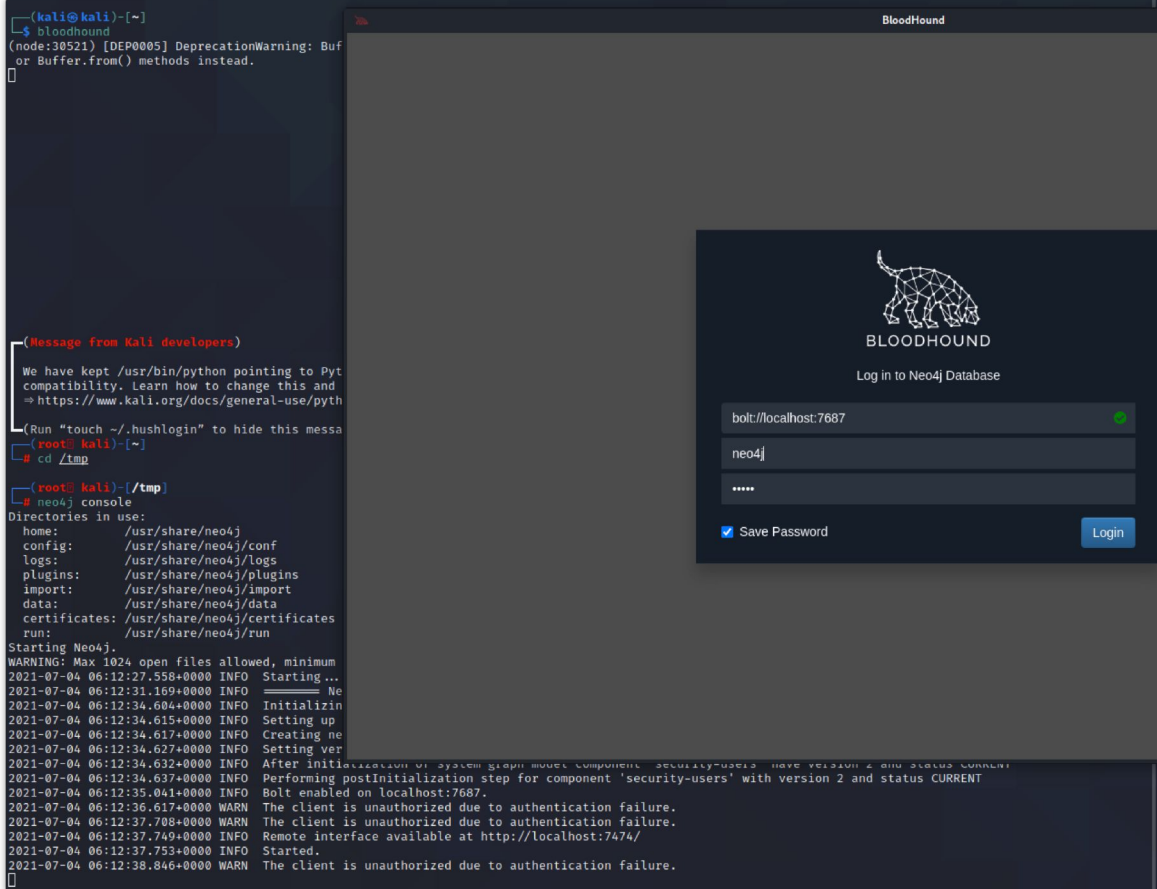 (kali㉿kali)-[~]
$ bloodhound
(node:30521) [DEP0005] DeprecationWarning: Buf
or Buffer.from() methods instead.
(Message from Kali developers)
We have kept /usr/bin/python pointing to Pyt
compatibility. Learn how to change this and
⇒ https://www.kali.org/docs/general-use/pyth
(Run “touch ~/.hushlogin” to hide this messa
(root㉿kali)-[~]
# cd /tmp
(root㉿kali)-[/tmp]
# neo4j console
Directories in use:
home: /usr/share/neo4j
config: /usr/share/neo4j/conf
logs: /usr/share/neo4j/logs
plugins: /usr/share/neo4j/plugins
import: /usr/share/neo4j/import
data: /usr/share/neo4j/data
certificates: /usr/share/neo4j/certificates
run: /usr/share/neo4j/run
Starting Neo4j.
WARNING: Max 1024 open files allowed, minimum
2021-07-04 06:12:27.558+0000 INFO Starting...
2021-07-04 06:12:31.169+0000 INFO ======== Ne
2021-07-04 06:12:34.604+0000 INFO Initializin
2021-07-04 06:12:34.615+0000 INFO Setting up
2021-07-04 06:12:34.617+0000 INFO Creating ne
2021-07-04 06:12:34.627+0000 INFO Setting ver
2021-07-04 06:12:34.632+0000 INFO After initialization of system graph model component 'security-users' have version 2 and status CURRENT
2021-07-04 06:12:34.637+0000 INFO Performing postInitialization step for component 'security-users' with version 2 and status CURRENT
2021-07-04 06:12:35.041+0000 INFO Bolt enabled on localhost:7687.
2021-07-04 06:12:36.617+0000 WARN The client is unauthorized due to authentication failure.
2021-07-04 06:12:37.708+0000 WARN The client is unauthorized due to authentication failure.
2021-07-04 06:12:37.749+0000 INFO Remote interface available at http://localhost:7474/
2021-07-04 06:12:37.753+0000 INFO Started.
2021-07-04 06:12:38.846+0000 WARN The client is unauthorized due to authentication failure.
BloodHound
BLOODHOUND
Log in to Neo4j Database
bolt://localhost:7687
neo4j
•••••
Save Password
Login